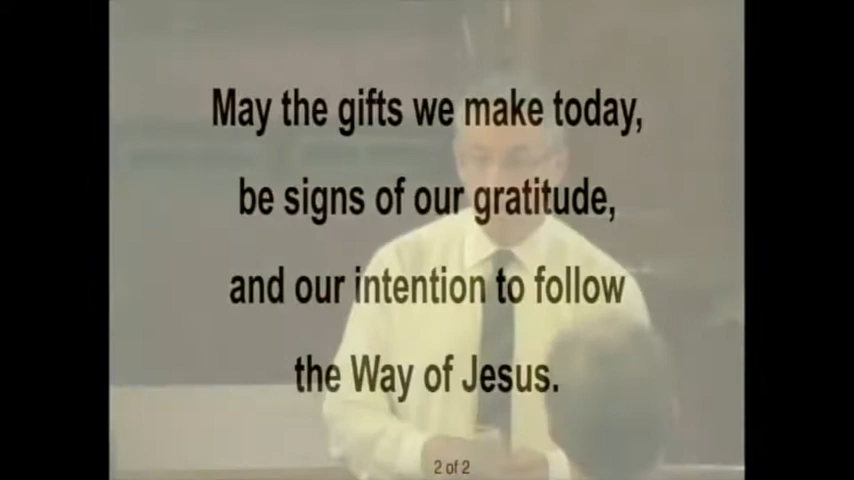 May the gifts we make today,
be signs of our gratitude,
and our intention to follow
the Way of Jesus.
2 of 2